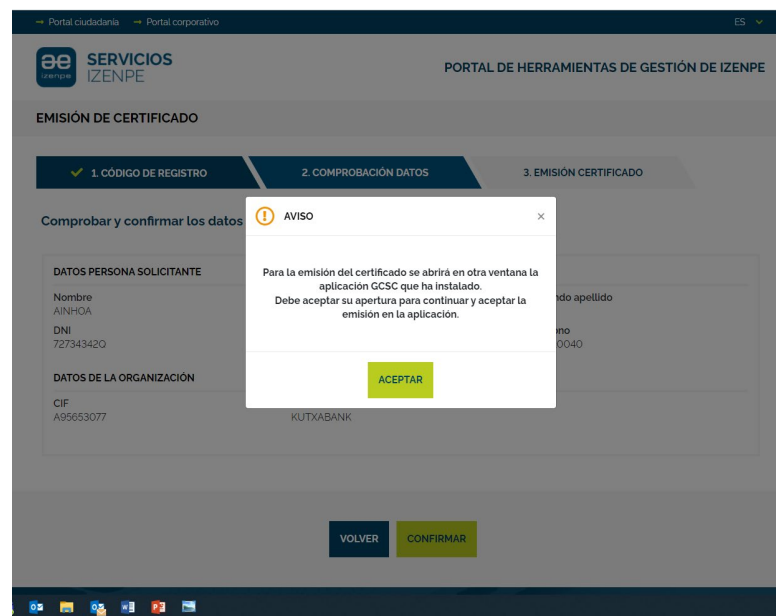 → Portal ciudadanía → Portal corporativo ES
izenpe SERVICIOS
IZENPE
PORTAL DE HERRAMIENTAS DE GESTIÓN DE IZENPE
EMISIÓN DE CERTIFICADO
1. CÓDIGO DE REGISTRO 2. COMPROBACIÓN DATOS 3. EMISIÓN CERTIFICADO
Comprobar y confirmar los datos
AVISO ×
Para la emisión del certificado se abrirá en otra ventana la
aplicación GCSC que ha instalado.
Debe aceptar su apertura para continuar y aceptar la
emisión en la aplicación.
ACEPTAR
DATOS PERSONA SOLICITANTE
Nombre ndo apellido
AINHOA
DNI ono
72734342Q 0040
DATOS DE LA ORGANIZACIÓN
CIF
A95653077 KUTXABANK
VOLVER CONFIRMAR